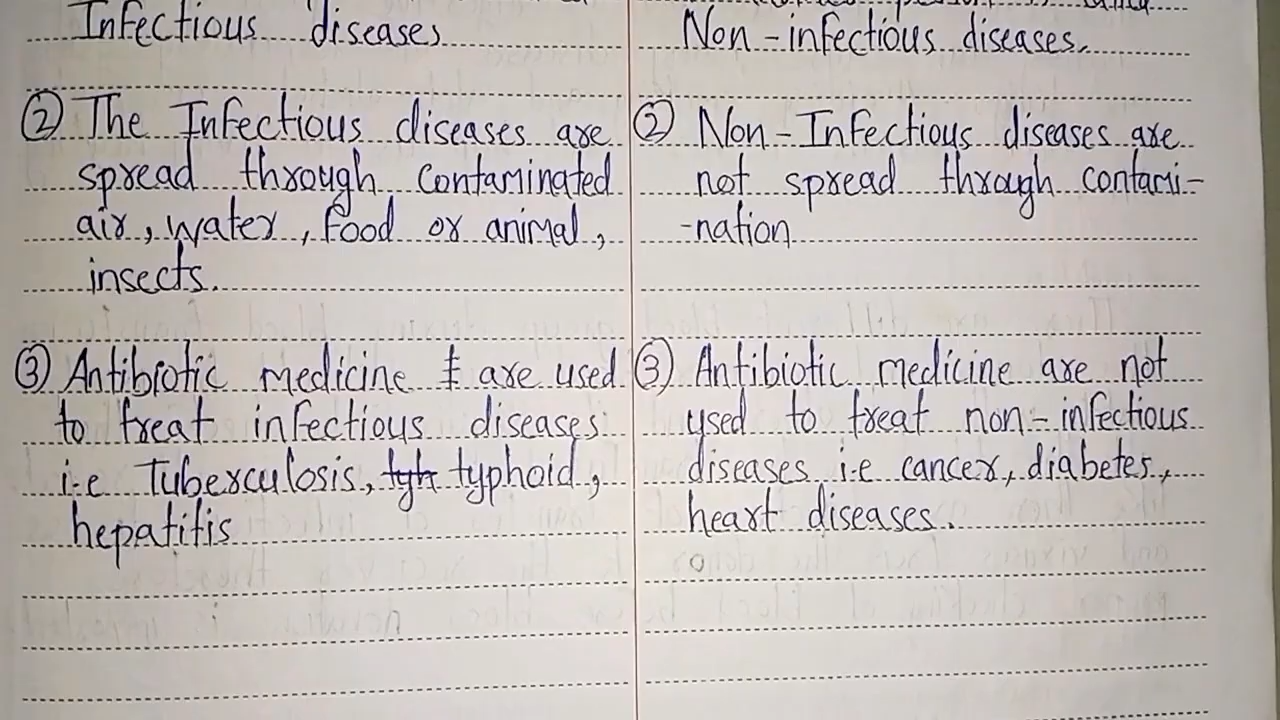 Infectious diseases
② The Infectious diseases are
spread through contaminated
air, water, food or animal,
insects.
③ Antibiotic medicine are used
to treat infectious diseases
i.e Tuberculosis, typhoid,
hepatitis
Non-infectious diseases.
② Non-Infectious diseases are
not spread through contami-
-nation
③ Antibiotic medicine are not
used to treat non-infectious
diseases i.e cancer, diabetes,
heart diseases.